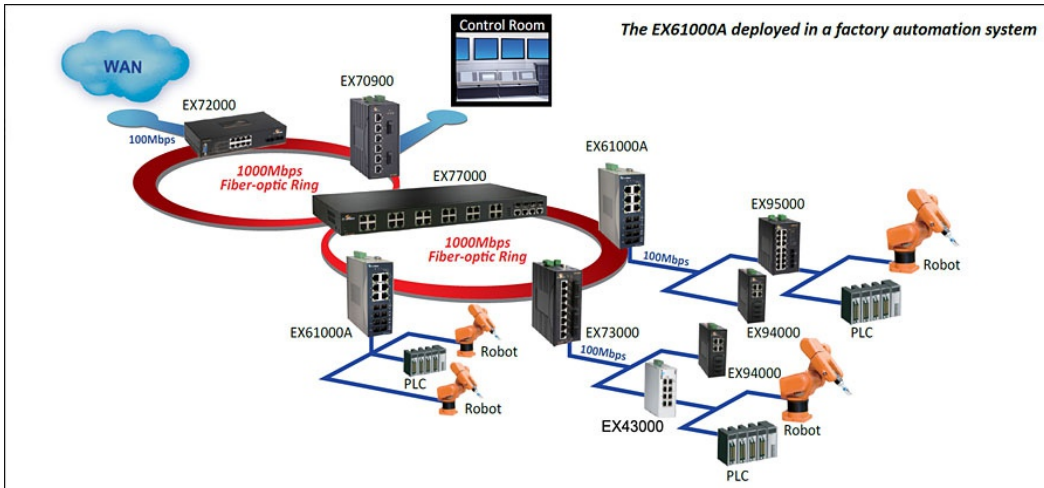 The EX61000A deployed in a factory automation system
Control Room
WAN
EX70900
EX72000
100Mbps
1000Mbps
Fiber-optic Ring
EX77000
EX61000A
EX95000
1000Mbps
Fiber-optic Ring
100Mbps
Robot
EX94000
PLC
EX61000A
EX73000
100Mbps
Robot
PLC
EX94000
Robot
EX43000
Robot
PLC